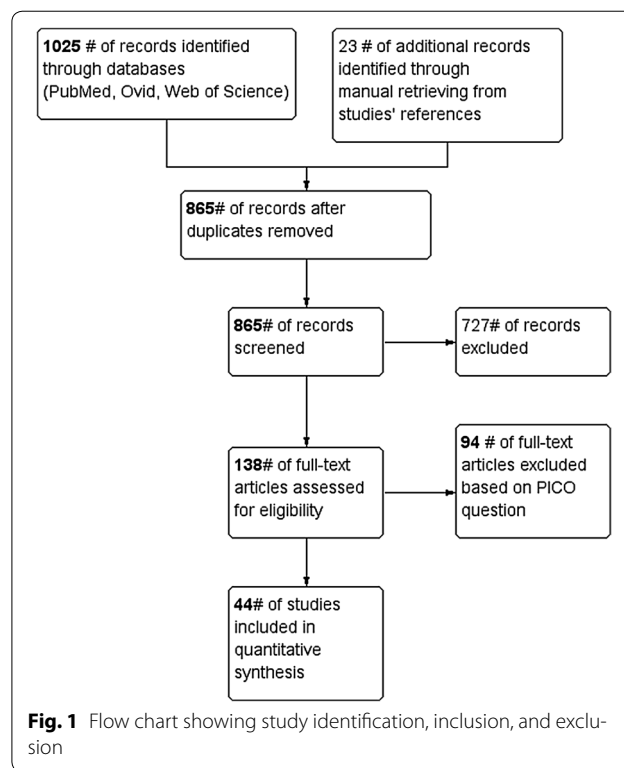 1025 # of records identified
through databases
(PubMed, Ovid, Web of Science)
23 # of additional records
identified through
manual retrieving from
studies' references
865# of records after
duplicates removed
865# of records
screened
727# of records
excluded
138# of full-text
articles assessed
for eligibility
94 # of full-text
articles excluded
based on PICO
question
44# of studies
included in
quantitative
synthesis
Fig. 1 Flow chart showing study identification, inclusion, and exclu-
sion